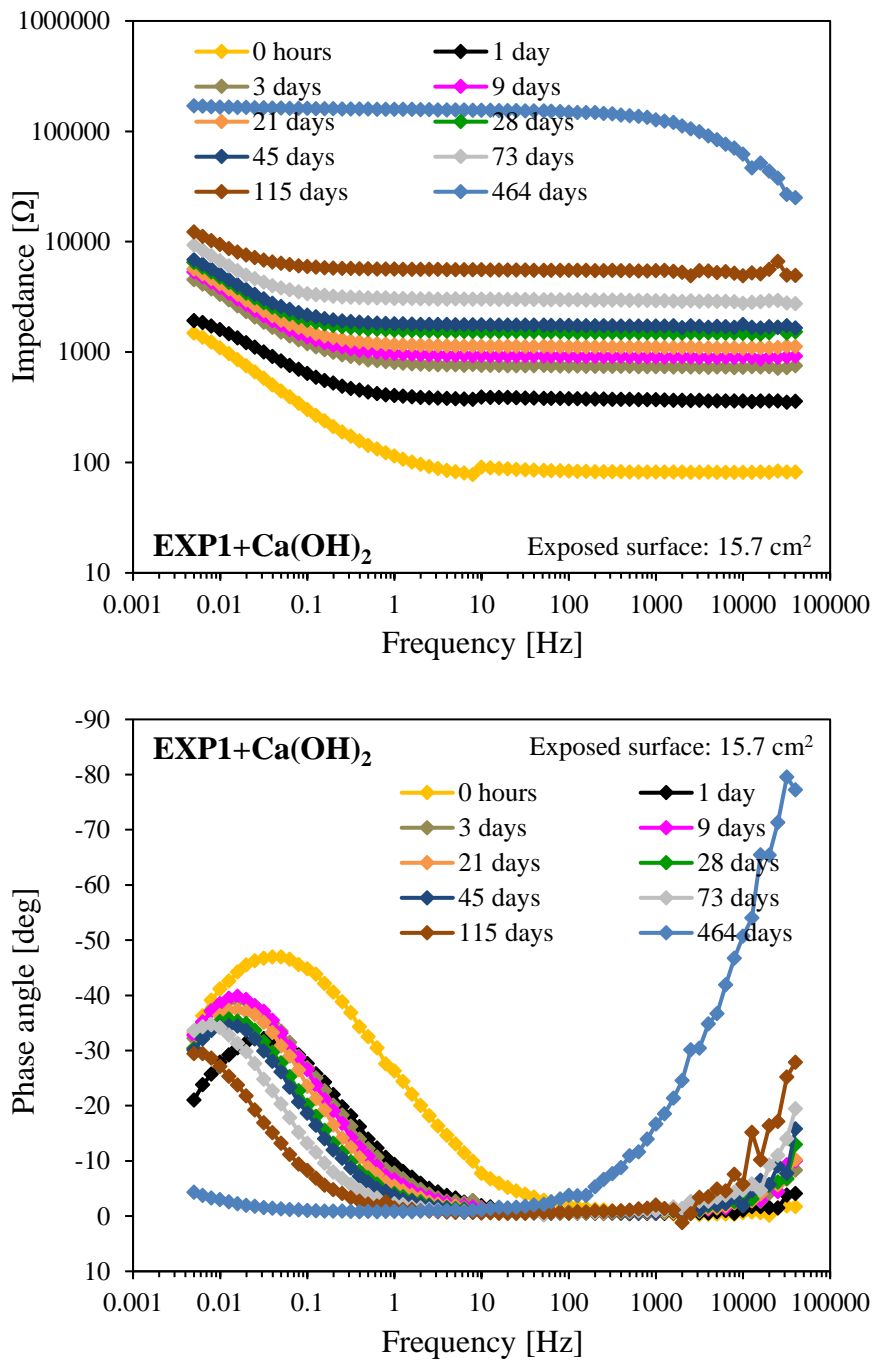 1000000
100000
10000
1000
100
10
Impedance [Ω]
0 hours 1 day
3 days 9 days
21 days 28 days
45 days 73 days
115 days 464 days
EXP1+Ca(OH)₂ Exposed surface: 15.7 cm²
0.001 0.01 0.1 1 10 100 1000 10000 100000
Frequency [Hz]
-90
-80
-70
-60
-50
-40
-30
-20
-10
0
10
Phase angle [deg]
EXP1+Ca(OH)₂ Exposed surface: 15.7 cm²
0 hours 1 day
3 days 9 days
21 days 28 days
45 days 73 days
115 days 464 days
0.001 0.01 0.1 1 10 100 1000 10000 100000
Frequency [Hz]